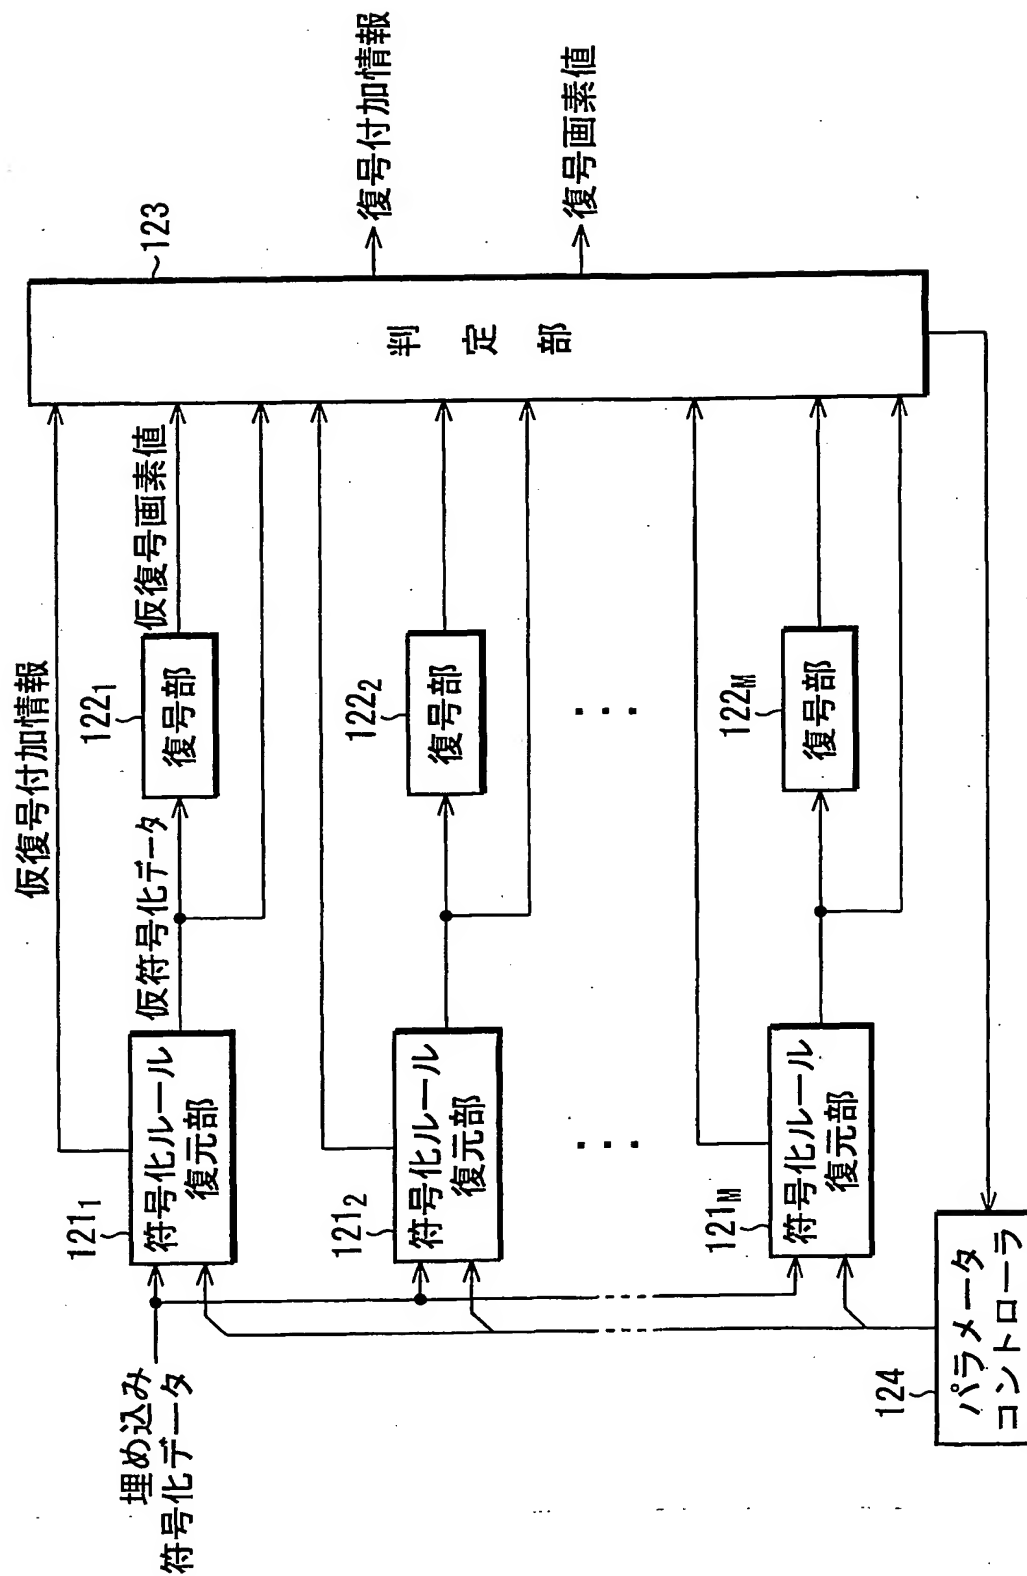 仮復号付加情報
123
121₁
符号化ルール
復元部
仮符号化データ
122₁
復号部
仮復号画素値
復号付加情報
埋め込み
符号化データ
121₂
符号化ルール
復元部
122₂
復号部
判定部
復号画素値
...
...
121M
符号化ルール
復元部
122M
復号部
124
パラメータ
コントローラ